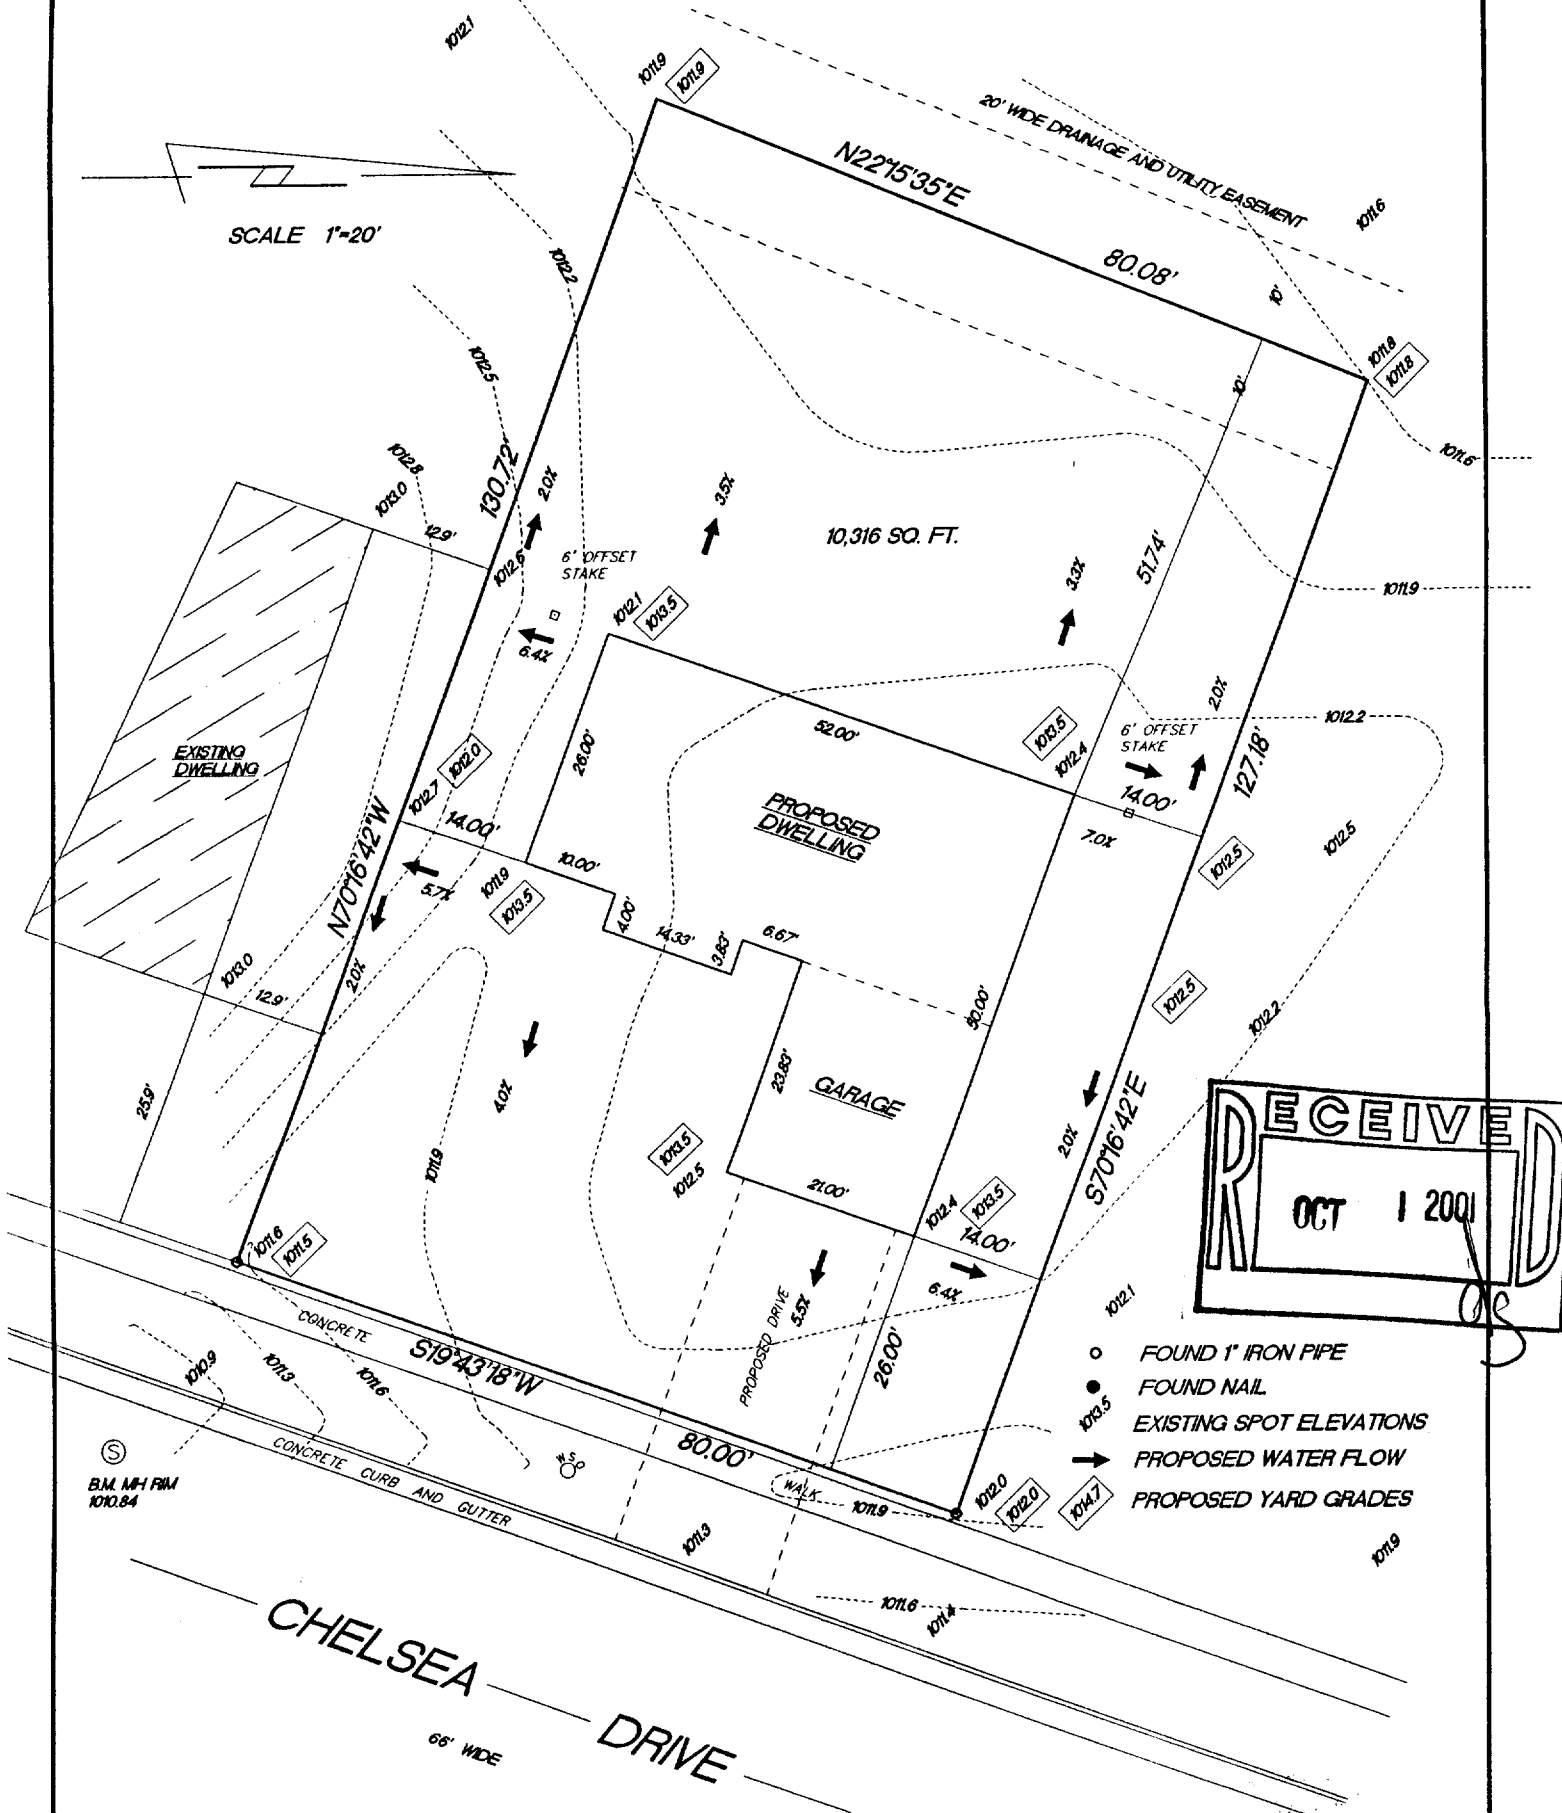 1012.1
1011.9
1011.9
20' WIDE DRAINAGE AND UTILITY EASEMENT
N22°15'35"E
80.08'
1011.6
SCALE 1"=20'
1012.2
10'
1011.8
1011.8
1012.5
10'
1012.8
1013.0
12.9'
130.72'
2.0%
3.5%
10,316 SQ. FT.
51.74'
1011.6
1012.6
6' OFFSET
STAKE
3.3%
1011.9
1012.1
1013.5
6.4%
26.00'
52.00'
1013.5
1012.4
6' OFFSET
STAKE
2.0%
1012.2
EXISTING
DWELLING
1012.7
1012.0
14.00'
PROPOSED
DWELLING
14.00'
7.0%
127.18'
1012.5
1012.5
N70°16'42"W
5.7%
10.00'
1011.9
1013.5
4.00'
14.33'
3.83'
6.67'
1013.0
12.9'
2.0%
50.00'
1012.5
1012.2
25.9'
4.0%
23.83'
GARAGE
2.0%
S70°16'42"E
RECEIVED
OCT 1 2001
1011.9
1013.5
1012.5
21.00'
1012.4
1013.5
14.00'
6.4%
1011.6
1011.5
PROPOSED DRIVE
5.5%
26.00'
1012.1
CONCRETE
S19°43'18"W
80.00'
1010.9
1011.3
1011.6
FOUND 1" IRON PIPE
FOUND NAIL
1013.5 EXISTING SPOT ELEVATIONS
PROPOSED WATER FLOW
1014.7 PROPOSED YARD GRADES
S
B.M. MH RIM
1010.84
CONCRETE CURB AND GUTTER
W.S.O
WALK
1011.9
1012.0
1012.0
1011.3
1011.6
1011.4
1011.9
CHELSEA DRIVE
66' WIDE